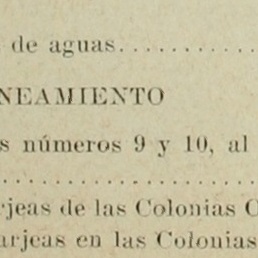 de aguas..........
NEAMIENTO
s números 9 y 10, al
..................
rjeas de las Colonias
arjeas en las Colonias